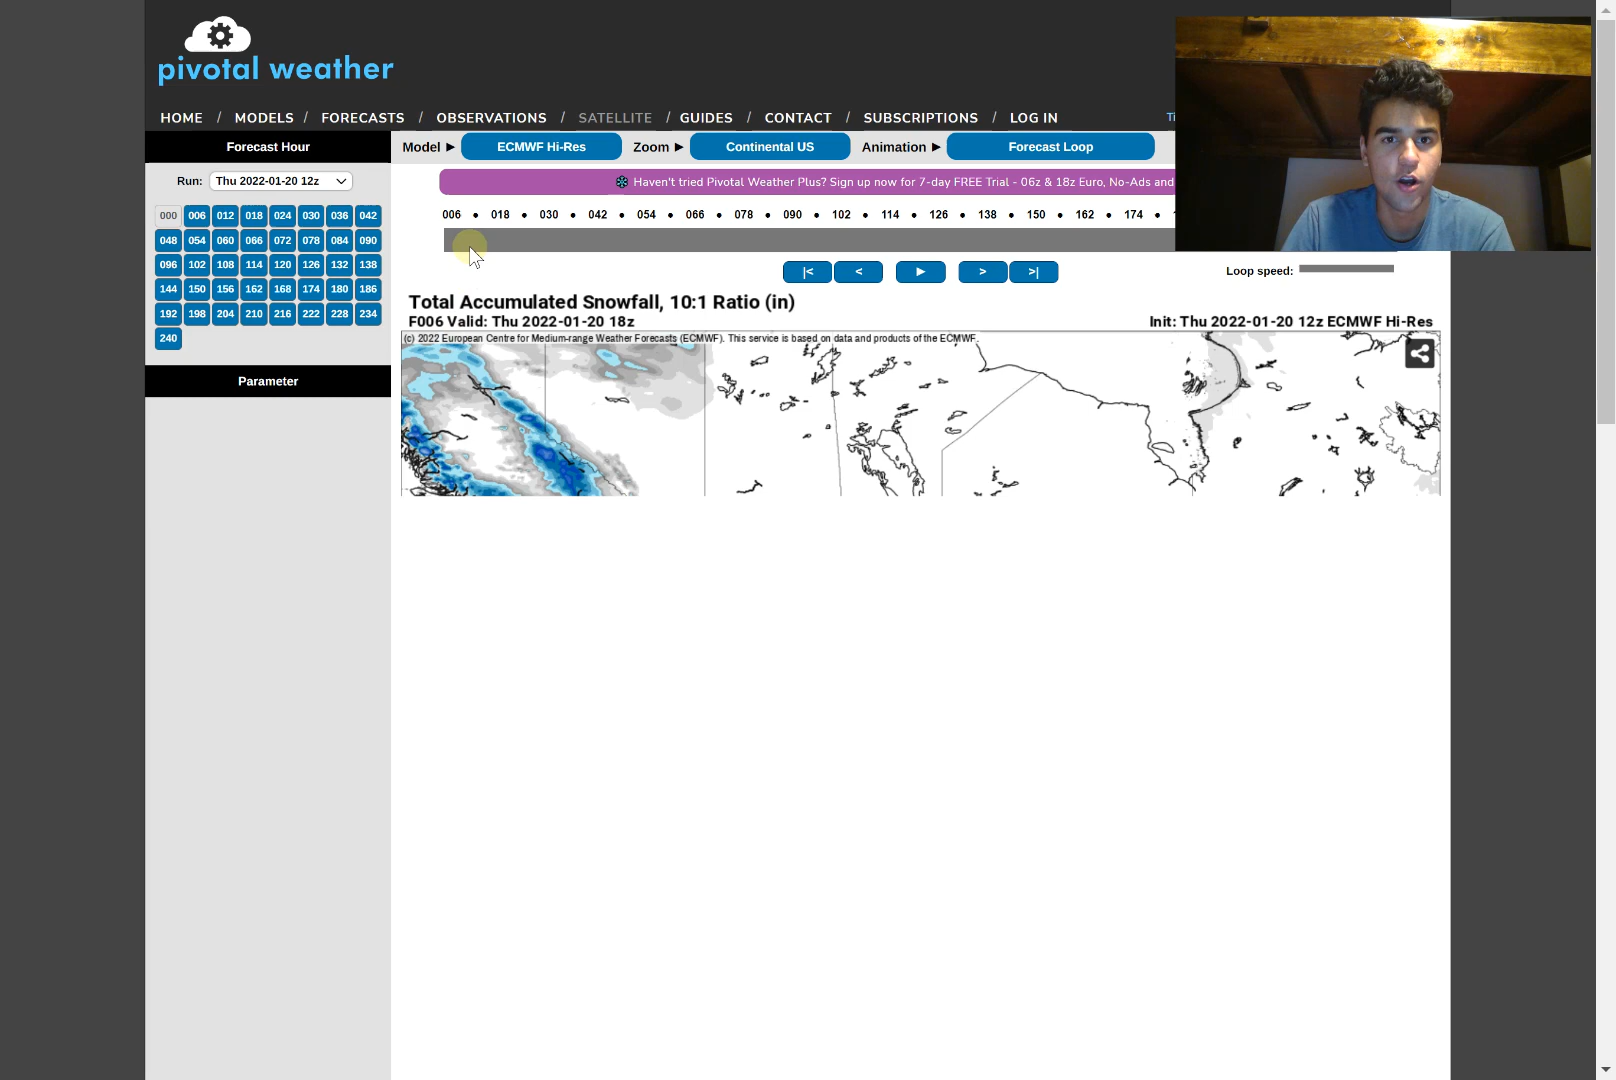 pivotal weather
HOME / MODELS / FORECASTS / OBSERVATIONS / SATELLITE / GUIDES / CONTACT / SUBSCRIPTIONS / LOG IN
Forecast Hour
Model ▶ ECMWF Hi-Res Zoom ▶ Continental US Animation ▶ Forecast Loop
Run: Thu 2022-01-20 12z
Haven't tried Pivotal Weather Plus? Sign up now for 7-day FREE Trial - 06z & 18z Euro, No-Ads and
000 006 012 018 024 030 036 042
048 054 060 066 072 078 084 090
096 102 108 114 120 126 132 138
144 150 156 162 168 174 180 186
192 198 204 210 216 222 228 234
240
006 • 018 • 030 • 042 • 054 • 066 • 078 • 090 • 102 • 114 • 126 • 138 • 150 • 162 • 174 •
|< < ▶ > >|
Loop speed:
Parameter
Total Accumulated Snowfall, 10:1 Ratio (in)
F006 Valid: Thu 2022-01-20 18z
Init: Thu 2022-01-20 12z ECMWF Hi-Res
(c) 2022 European Centre for Medium-range Weather Forecasts (ECMWF). This service is based on data and products of the ECMWF.